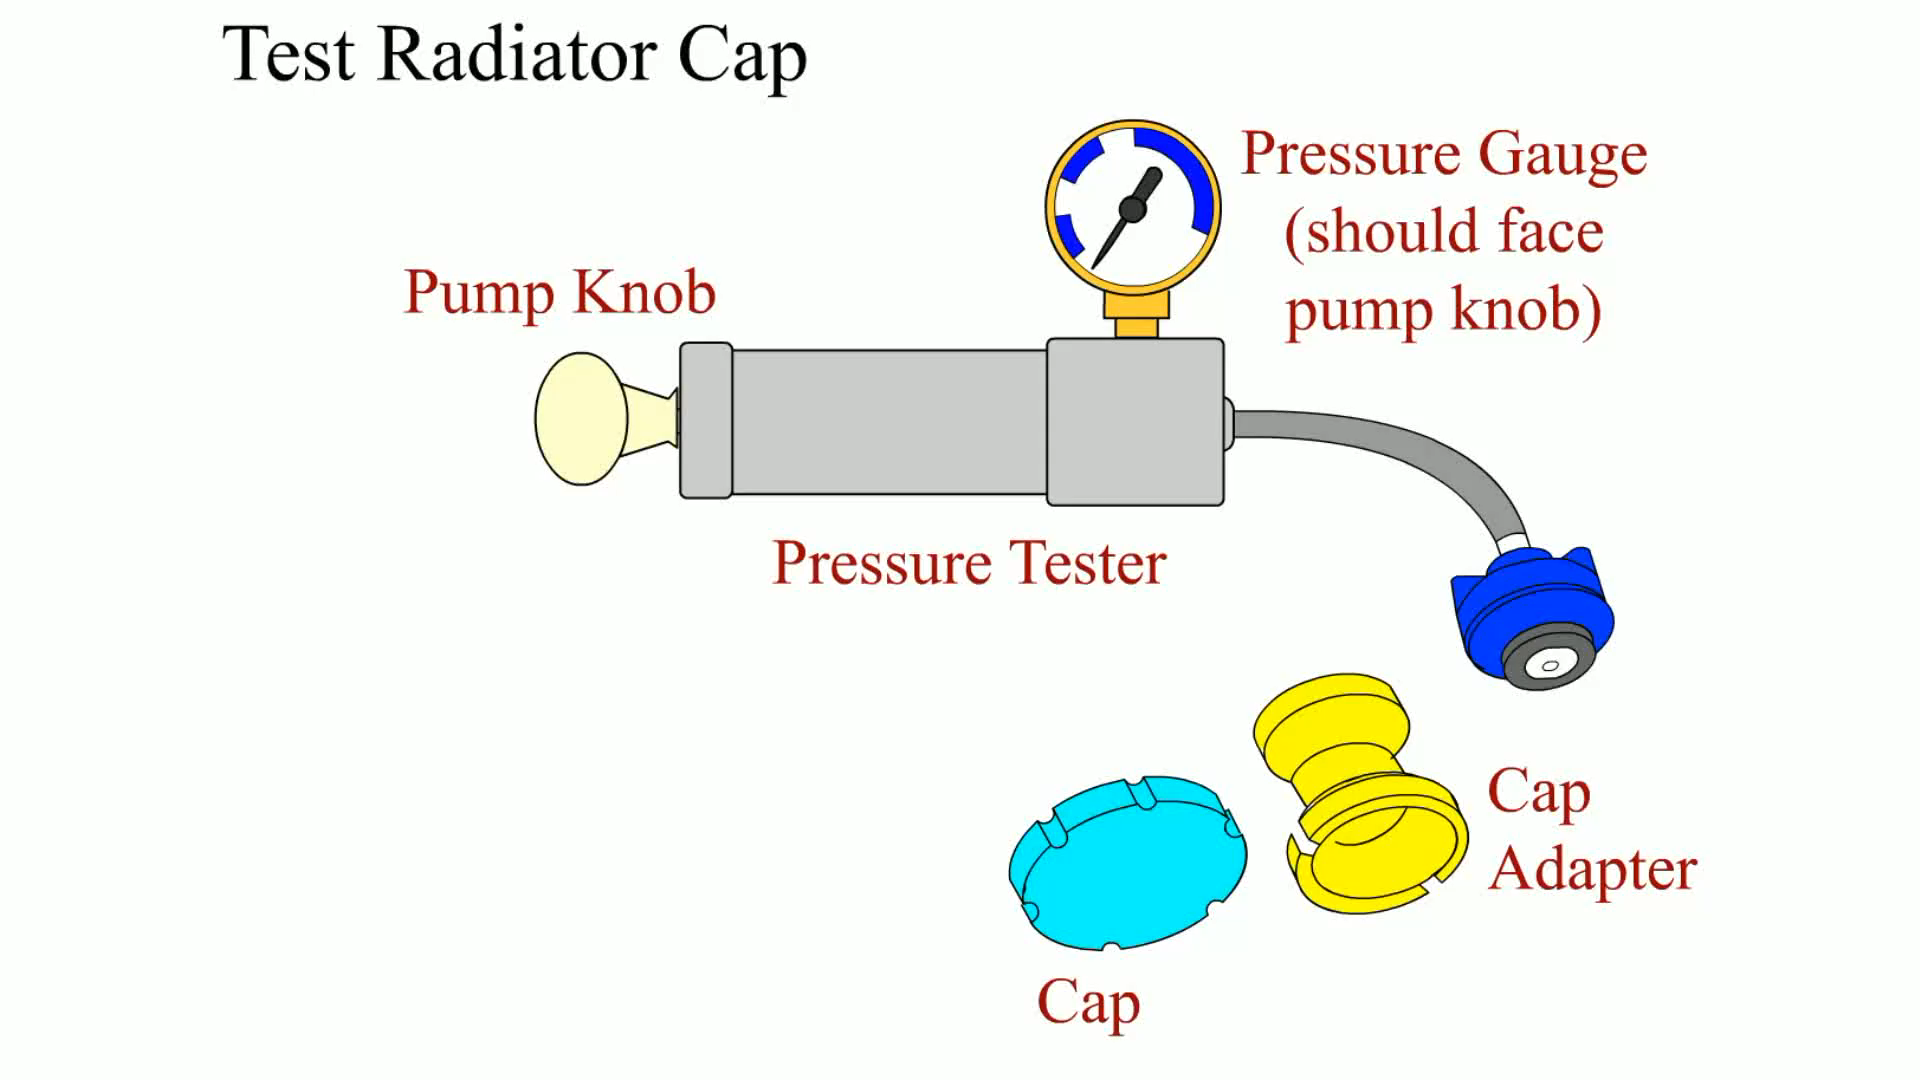 Test Radiator Cap
Pressure Gauge
(should face
pump knob)
Pump Knob
Pressure Tester
Cap
Adapter
Cap